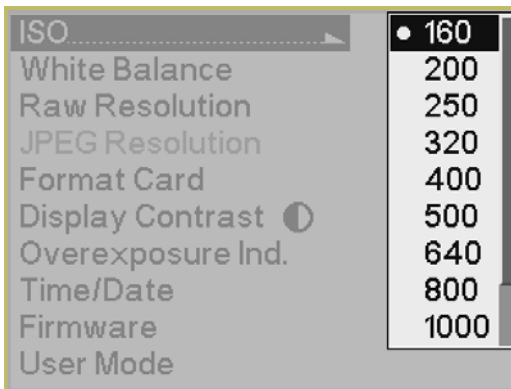 ISO
White Balance
Raw Resolution
JPEG Resolution
Format Card
Display Contrast
Overexposure Ind.
Time/Date
Firmware
User Mode
160
200
250
320
400
500
640
800
1000